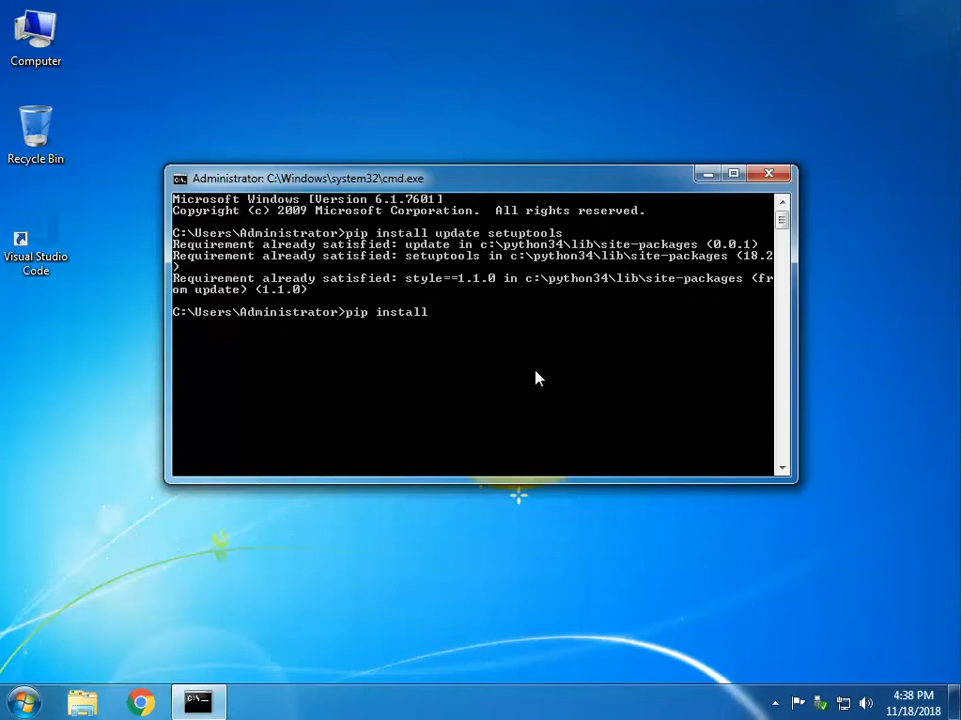 Computer
Recycle Bin
Visual Studio
Code
Administrator: C:\Windows\system32\cmd.exe
Microsoft Windows [Version 6.1.7601]
Copyright (c) 2009 Microsoft Corporation.  All rights reserved.
C:\Users\Administrator>pip install update setuptools
Requirement already satisfied: update in c:\python34\lib\site-packages (0.0.1)
Requirement already satisfied: setuptools in c:\python34\lib\site-packages (18.2
)
Requirement already satisfied: style==1.1.0 in c:\python34\lib\site-packages (fr
om update) (1.1.0)
C:\Users\Administrator>pip install
C:\_
4:38 PM
11/18/2018